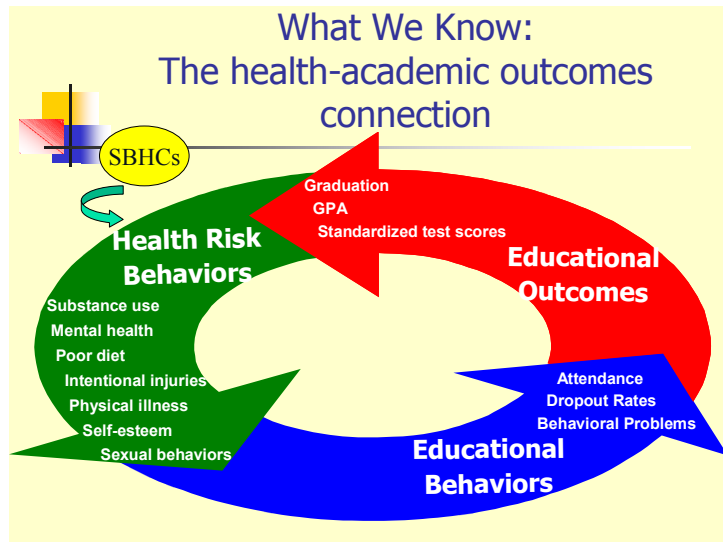 What We Know:
The health-academic outcomes
connection
SBHCs
Graduation
GPA
Standardized test scores
Health Risk
Behaviors
Educational
Outcomes
Substance use
Mental health
Poor diet
Intentional injuries
Physical illness
Self-esteem
Sexual behaviors
Attendance
Dropout Rates
Behavioral Problems
Educational
Behaviors